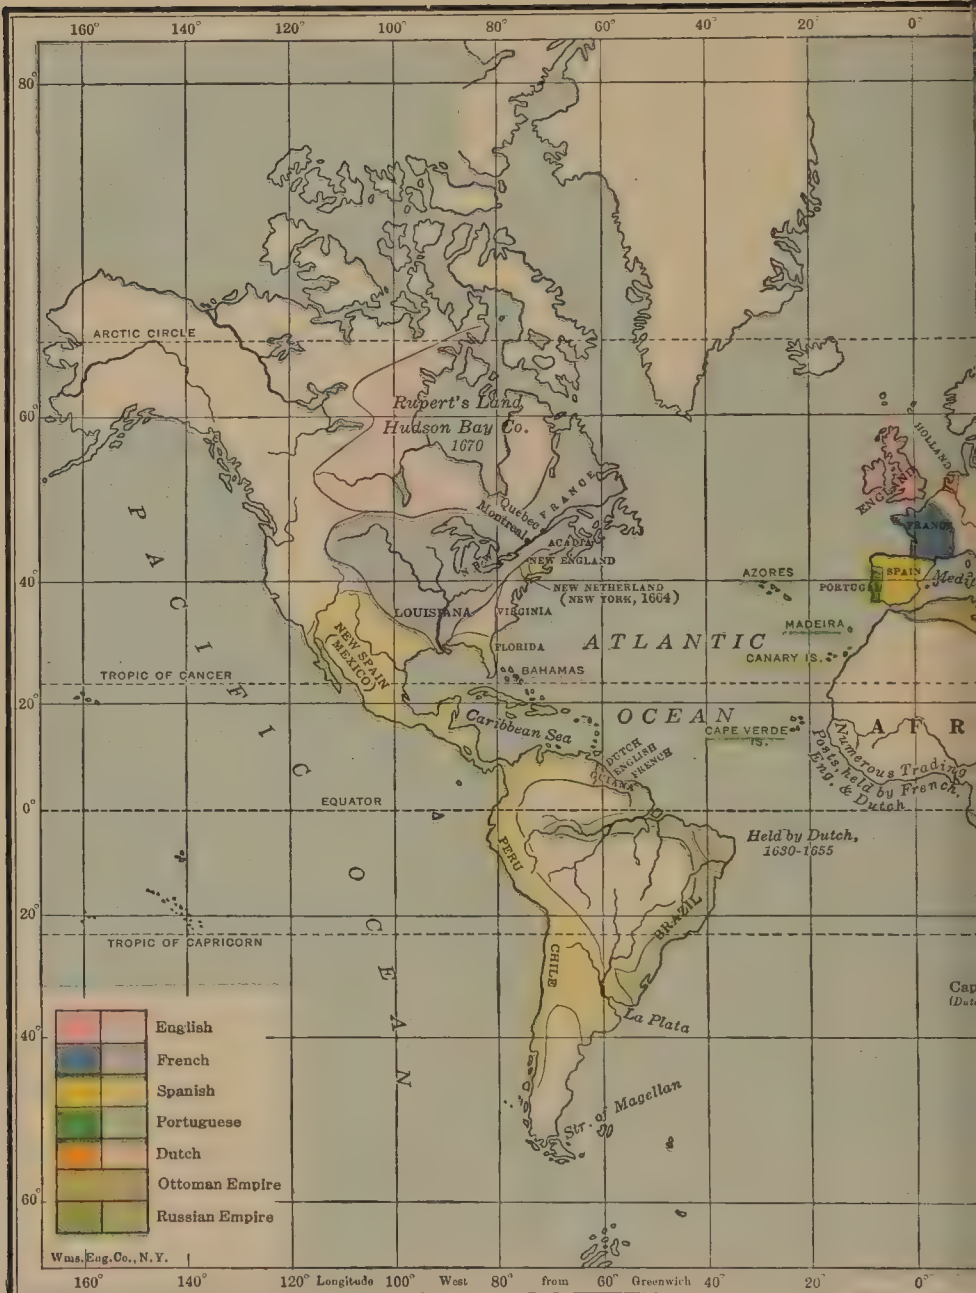 160° 140° 120° 100° 80° 60° 40° 20° 0°
80°
ARCTIC CIRCLE
60°
Rupert's Land
Hudson Bay Co.
1670
HOLLAND
ENGLAND
FRANCE
Quebec
Montreal
FRANCE
ACADIA
NEW ENGLAND
N. Fr.
40°
NEW NETHERLAND
(NEW YORK, 1664)
AZORES
PORTUGAL
SPAIN
LOUISIANA
VIRGINIA
MADEIRA
NEW SPAIN
(MEXICO)
FLORIDA
ATLANTIC
CANARY IS.
BAHAMAS
TROPIC OF CANCER
20°
Caribbean Sea
OCEAN
CAPE VERDE
IS.
A F R
Numerous Trading
Posts, held by French,
Eng. & Dutch
DUTCH
ENGLISH
FRENCH
GUIANA
PACIFIC OCEAN
EQUATOR
0°
PERU
Held by Dutch,
1630-1655
20°
TROPIC OF CAPRICORN
BRAZIL
CHILE
Cap
(Dutc
La Plata
40°
Str. of Magellan
60°
English
French
Spanish
Portuguese
Dutch
Ottoman Empire
Russian Empire
Wms. Eng. Co., N.Y.
160° 140° 120° Longitude 100° West 80° from 60° Greenwich 40° 20° 0°